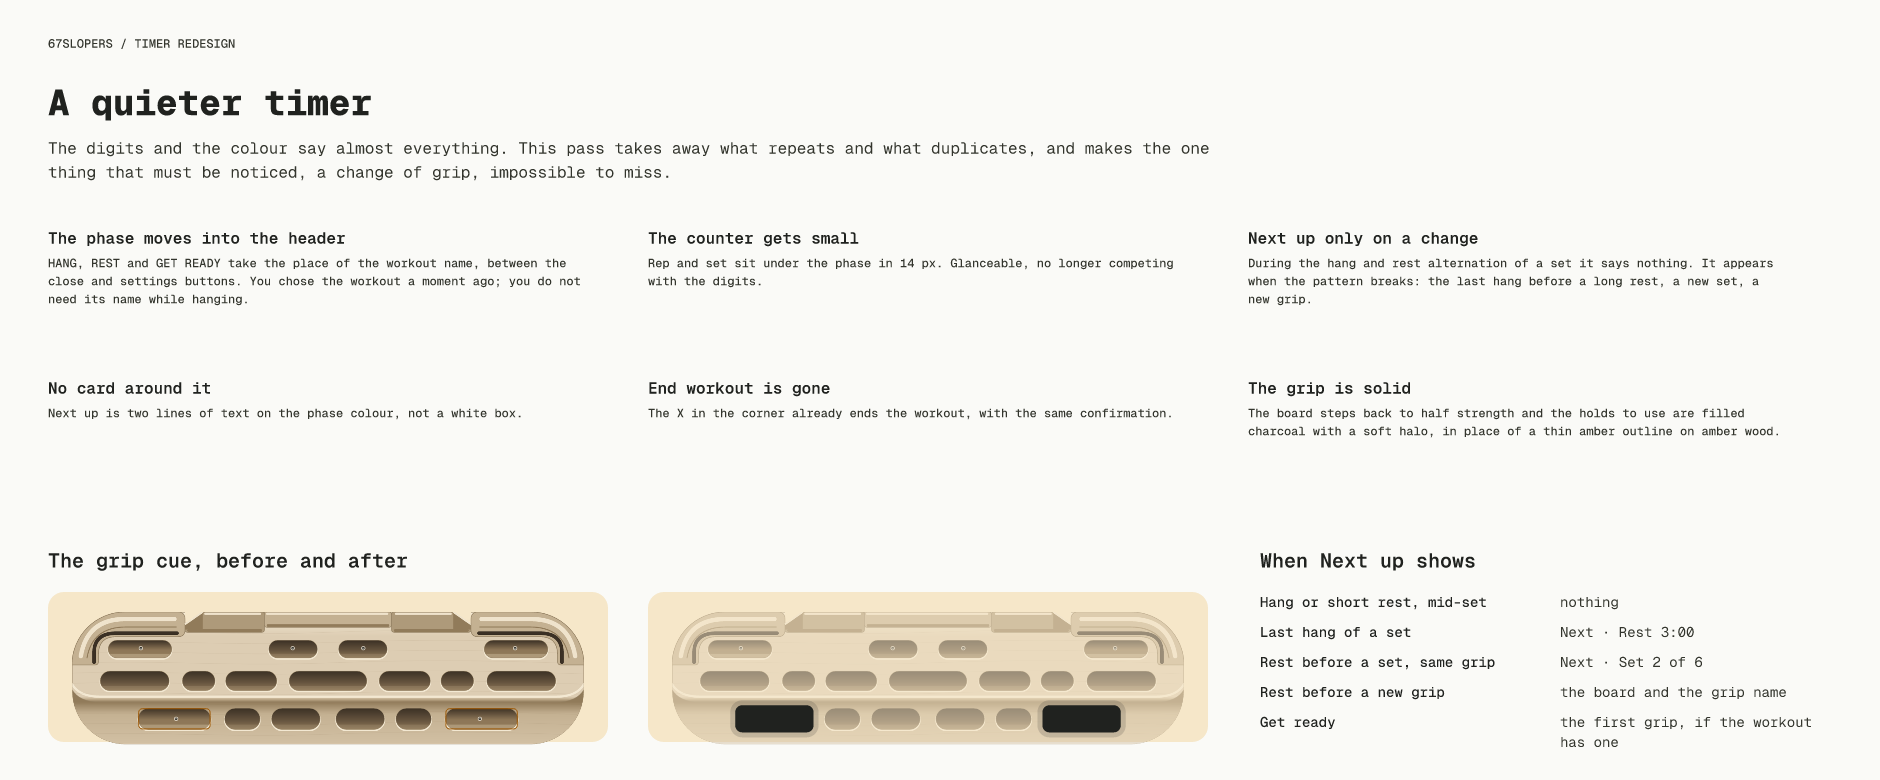 67SLOPERS / TIMER REDESIGN
A quieter timer
The digits and the colour say almost everything. This pass takes away what repeats and what duplicates, and makes the one
thing that must be noticed, a change of grip, impossible to miss.
The phase moves into the header
HANG, REST and GET READY take the place of the workout name, between the
close and settings buttons. You chose the workout a moment ago; you do not
need its name while hanging.
The counter gets small
Rep and set sit under the phase in 14 px. Glanceable, no longer competing
with the digits.
Next up only on a change
During the hang and rest alternation of a set it says nothing. It appears
when the pattern breaks: the last hang before a long rest, a new set, a
new grip.
No card around it
Next up is two lines of text on the phase colour, not a white box.
End workout is gone
The X in the corner already ends the workout, with the same confirmation.
The grip is solid
The board steps back to half strength and the holds to use are filled
charcoal with a soft halo, in place of a thin amber outline on amber wood.
The grip cue, before and after
When Next up shows
Hang or short rest, mid-set nothing
Last hang of a set Next · Rest 3:00
Rest before a set, same grip Next · Set 2 of 6
Rest before a new grip the board and the grip name
Get ready the first grip, if the workout
has one